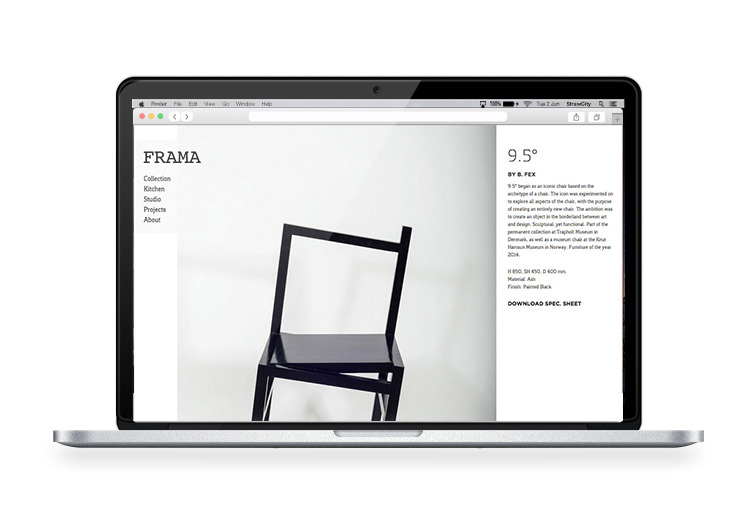 Finder File Edit View Go Window Help
100% Tue 2 Jun StrawCity
FRAMA
Collection
Kitchen
Studio
Projects
About
9.5°
BY B. FEX
9.5° began as an iconic chair based on the
archetype of a chair. The icon was experimented on
to explore all aspects of the chair, with the purpose
of creating an entirely new chair. The ambition was
to create an object in the borderland between art
and design. Sculptural, yet functional. Part of the
permanent collection at Trapholt Museum in
Denmark, as well as a museum chair at the Knut
Hamsun Museum in Norway. Furniture of the year
2014.
H 850, SH 450, D 400 mm.
Material: Ash
Finish: Painted Black
DOWNLOAD SPEC. SHEET